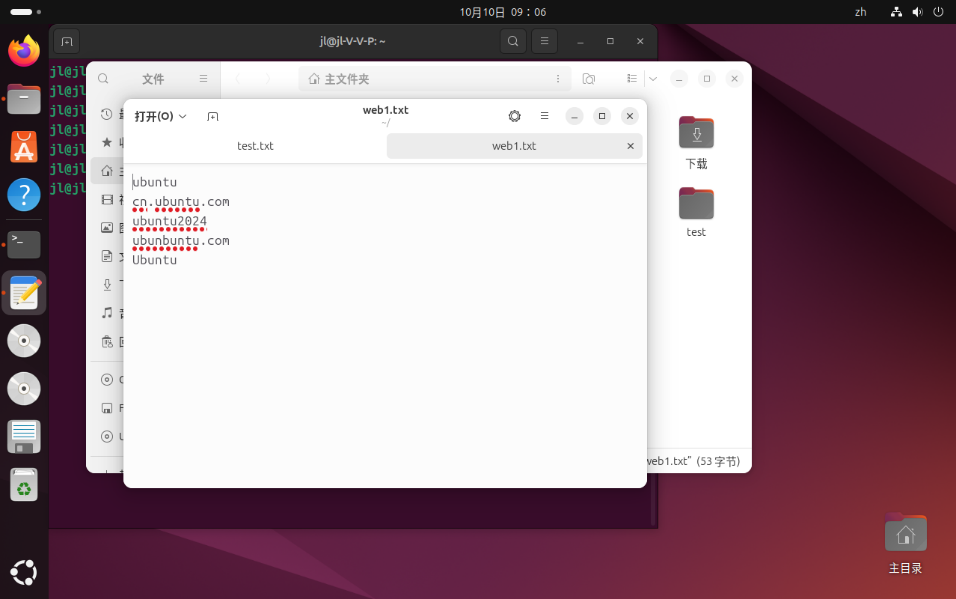 10月10日 09：06
zh
jl@jl-V-V-P: ~
jl@jl
jl@jl
jl@jl
jl@jl
jl@jl
jl@jl
jl@jl
文件
主文件夹
打开(O)
web1.txt
~/
test.txt
web1.txt
ubuntu
cn.ubuntu.com
ubuntu2024
ubunbuntu.com
Ubuntu
下载
test
web1.txt” (53 字节)
主目录